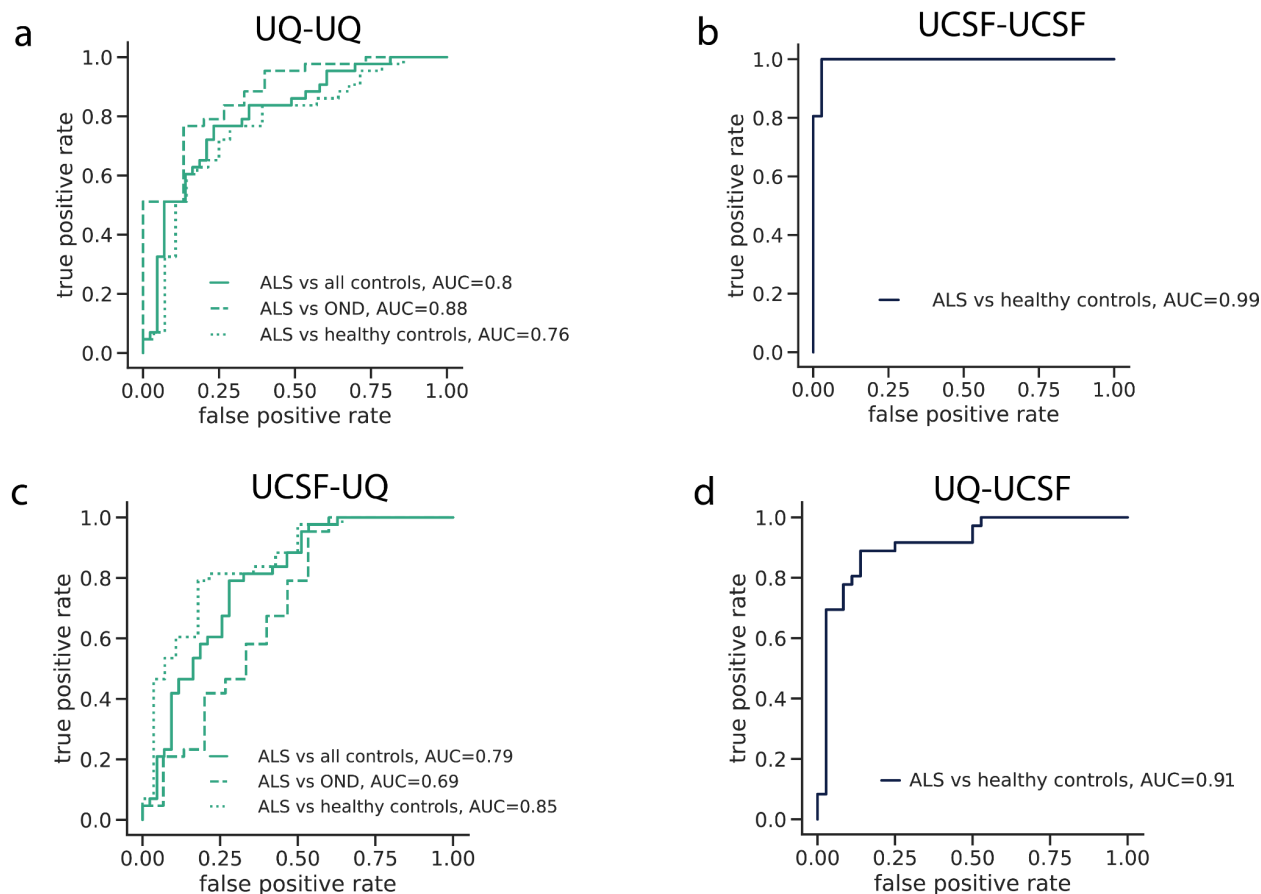 a
UQ-UQ
1.0
0.8
0.6
0.4
0.2
0.0
true positive rate
ALS vs all controls, AUC=0.8
ALS vs OND, AUC=0.88
ALS vs healthy controls, AUC=0.76
0.00 0.25 0.50 0.75 1.00
false positive rate
b
UCSF-UCSF
1.0
0.8
0.6
0.4
0.2
0.0
true positive rate
ALS vs healthy controls, AUC=0.99
0.00 0.25 0.50 0.75 1.00
false positive rate
c
UCSF-UQ
1.0
0.8
0.6
0.4
0.2
0.0
true positive rate
ALS vs all controls, AUC=0.79
ALS vs OND, AUC=0.69
ALS vs healthy controls, AUC=0.85
0.00 0.25 0.50 0.75 1.00
false positive rate
d
UQ-UCSF
1.0
0.8
0.6
0.4
0.2
0.0
true positive rate
ALS vs healthy controls, AUC=0.91
0.00 0.25 0.50 0.75 1.00
false positive rate